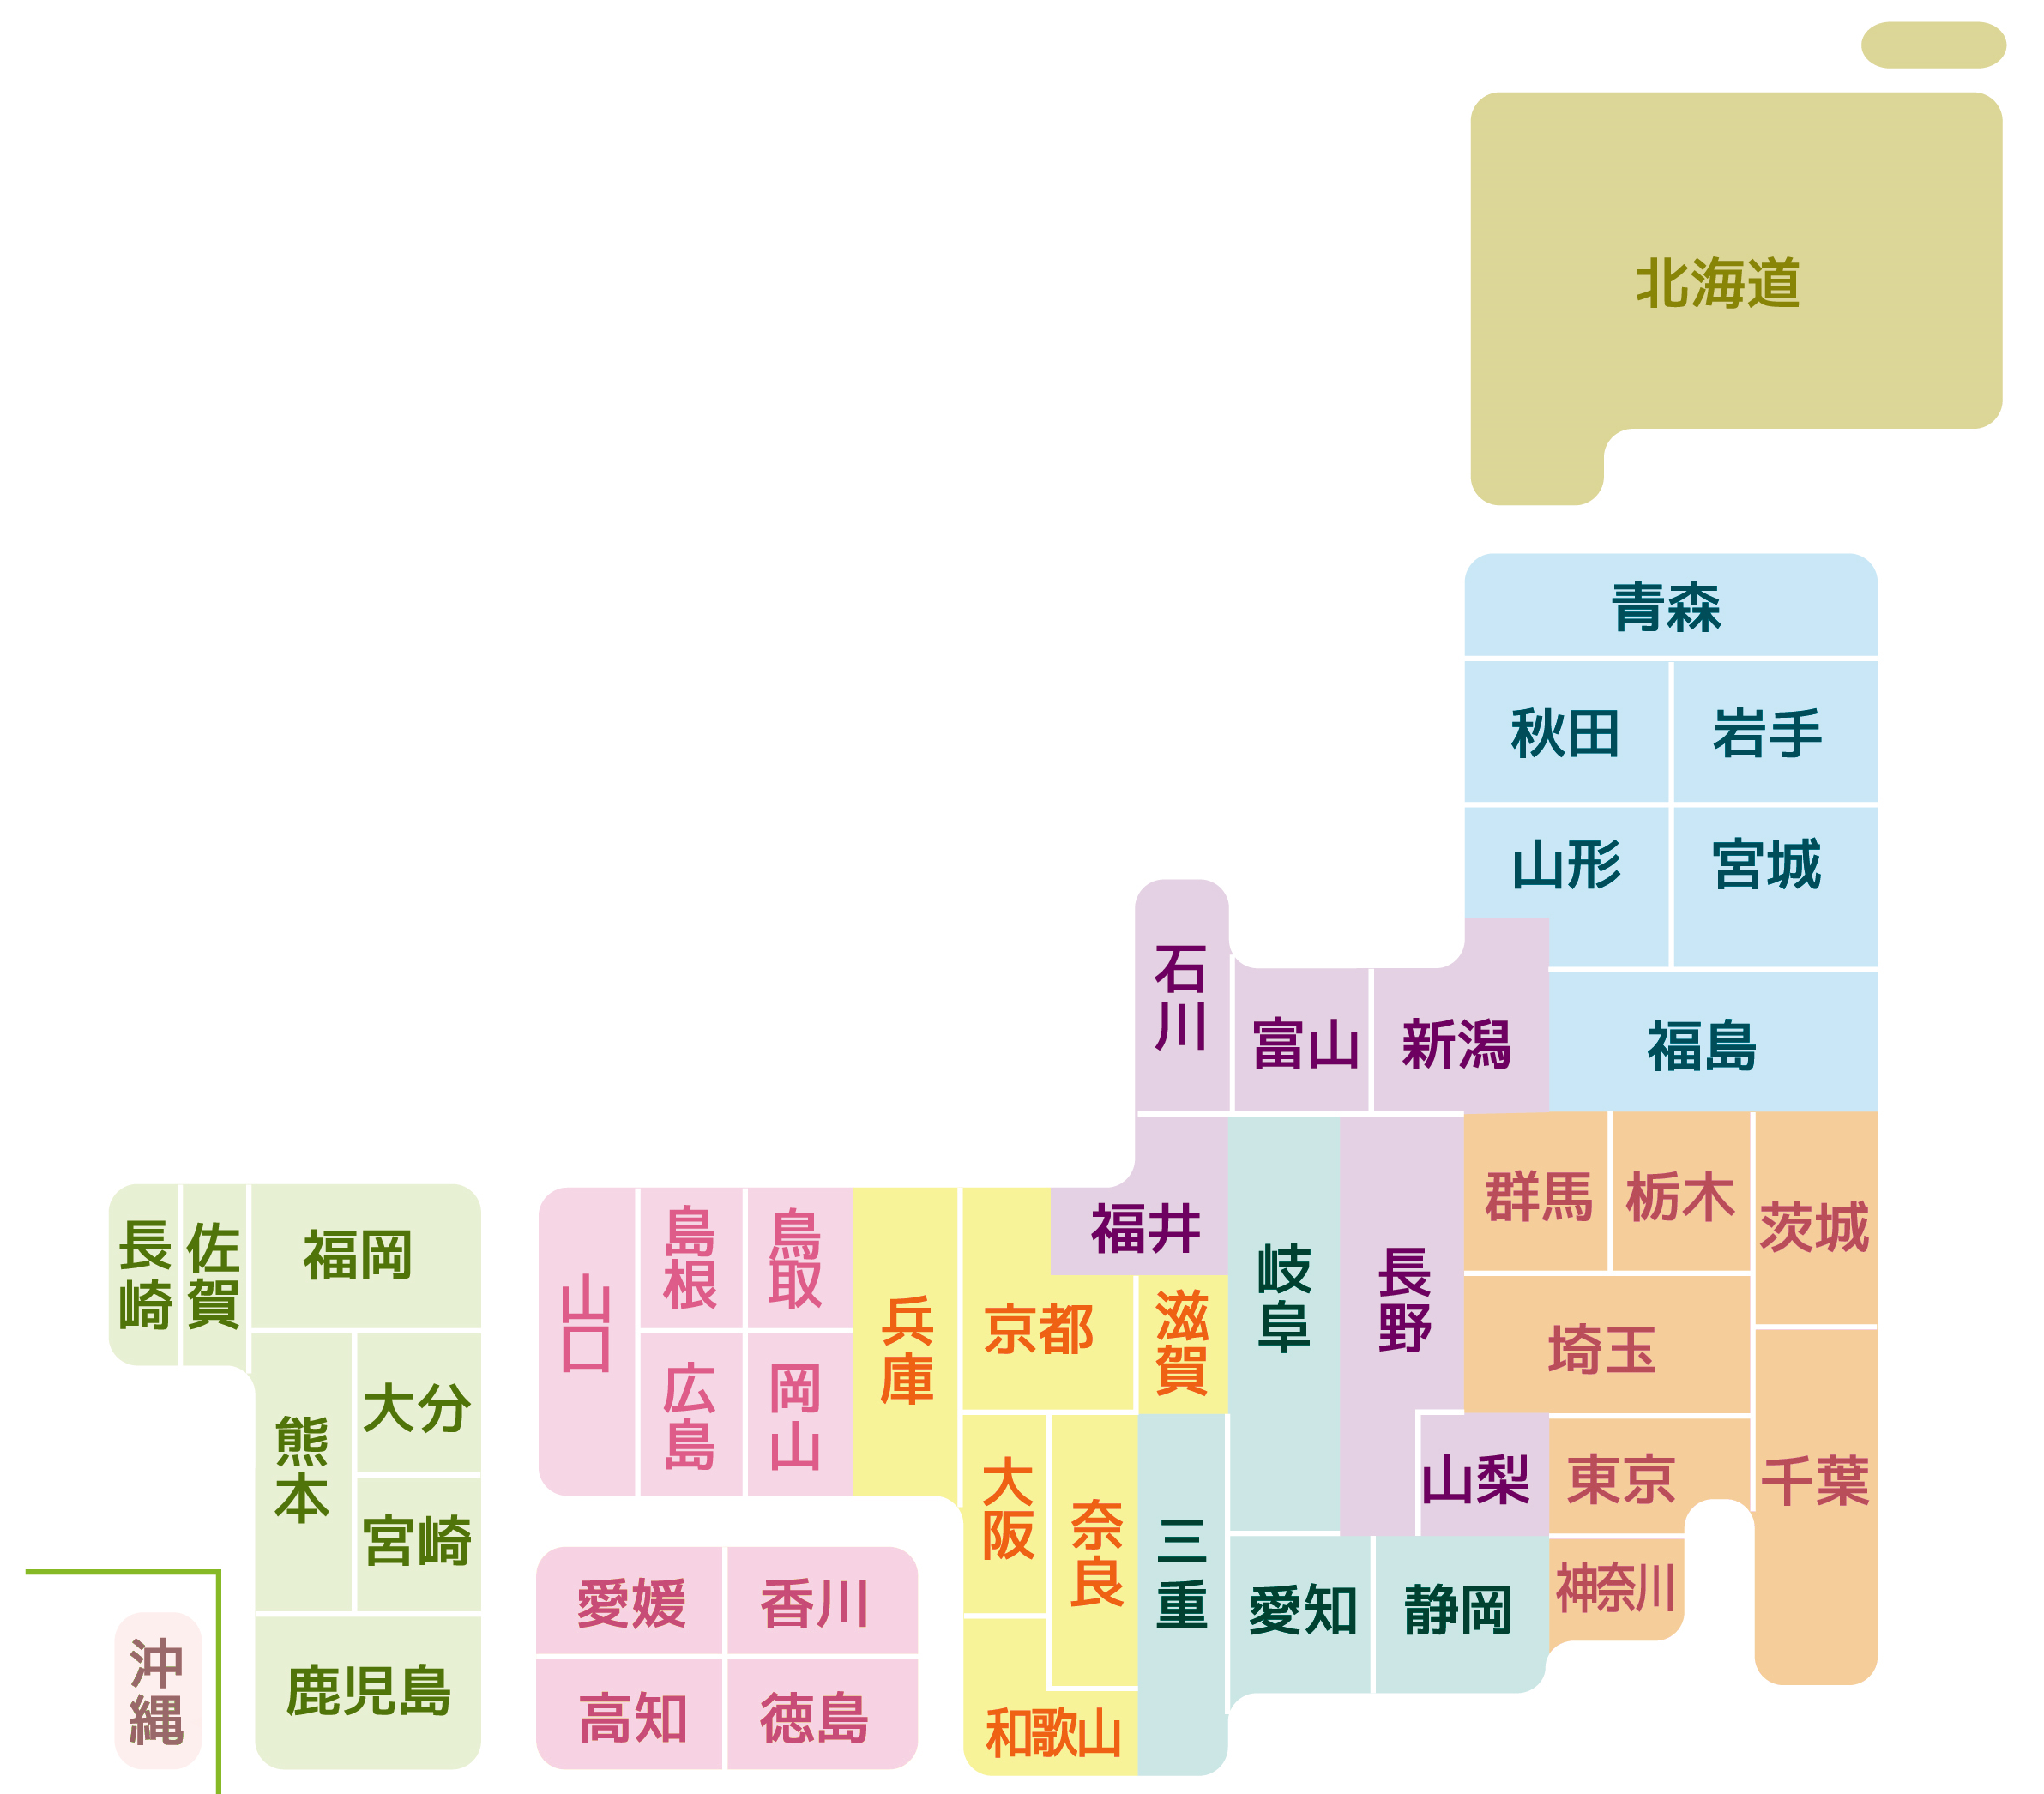 北海道
青森
秋田
岩手
山形
宮城
福島
石川
富山
新潟
福井
岐阜
長野
山梨
群馬
栃木
茨城
埼玉
東京
千葉
神奈川
愛知
静岡
三重
滋賀
京都
兵庫
大阪
奈良
和歌山
鳥取
島根
岡山
広島
山口
香川
愛媛
徳島
高知
福岡
佐賀
長崎
大分
熊本
宮崎
鹿児島
沖縄